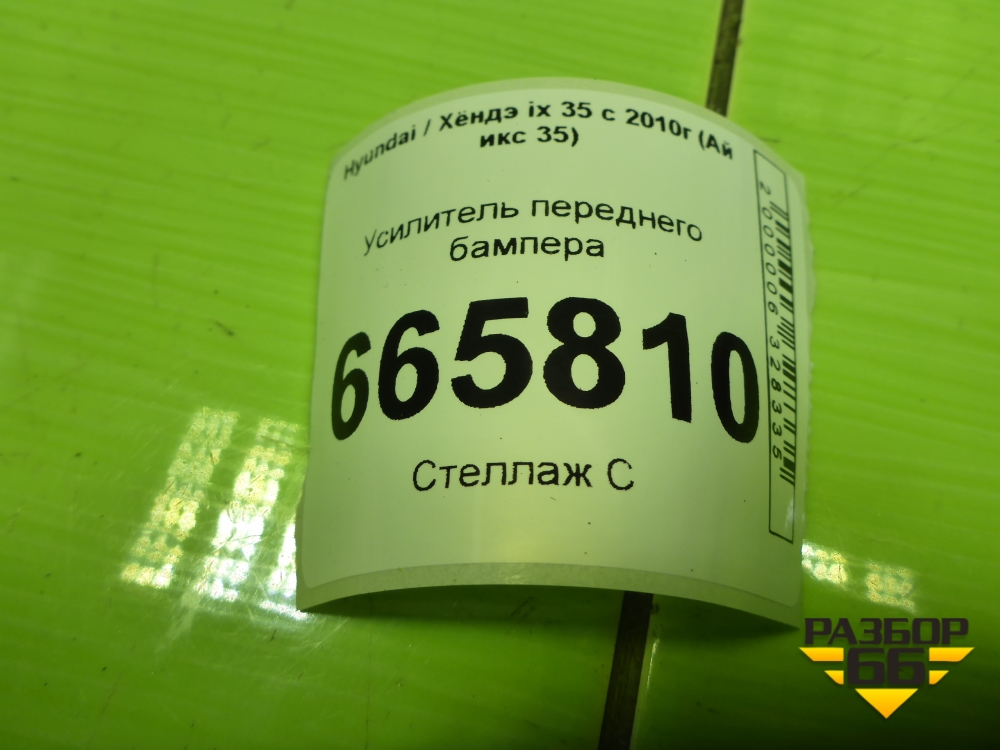 Hyundai / Хёндэ ix 35 с 2010г (Ай
икс 35)
Усилитель переднего
бампера
665810
Стеллаж С
2000006328335
РАЗБОР
66